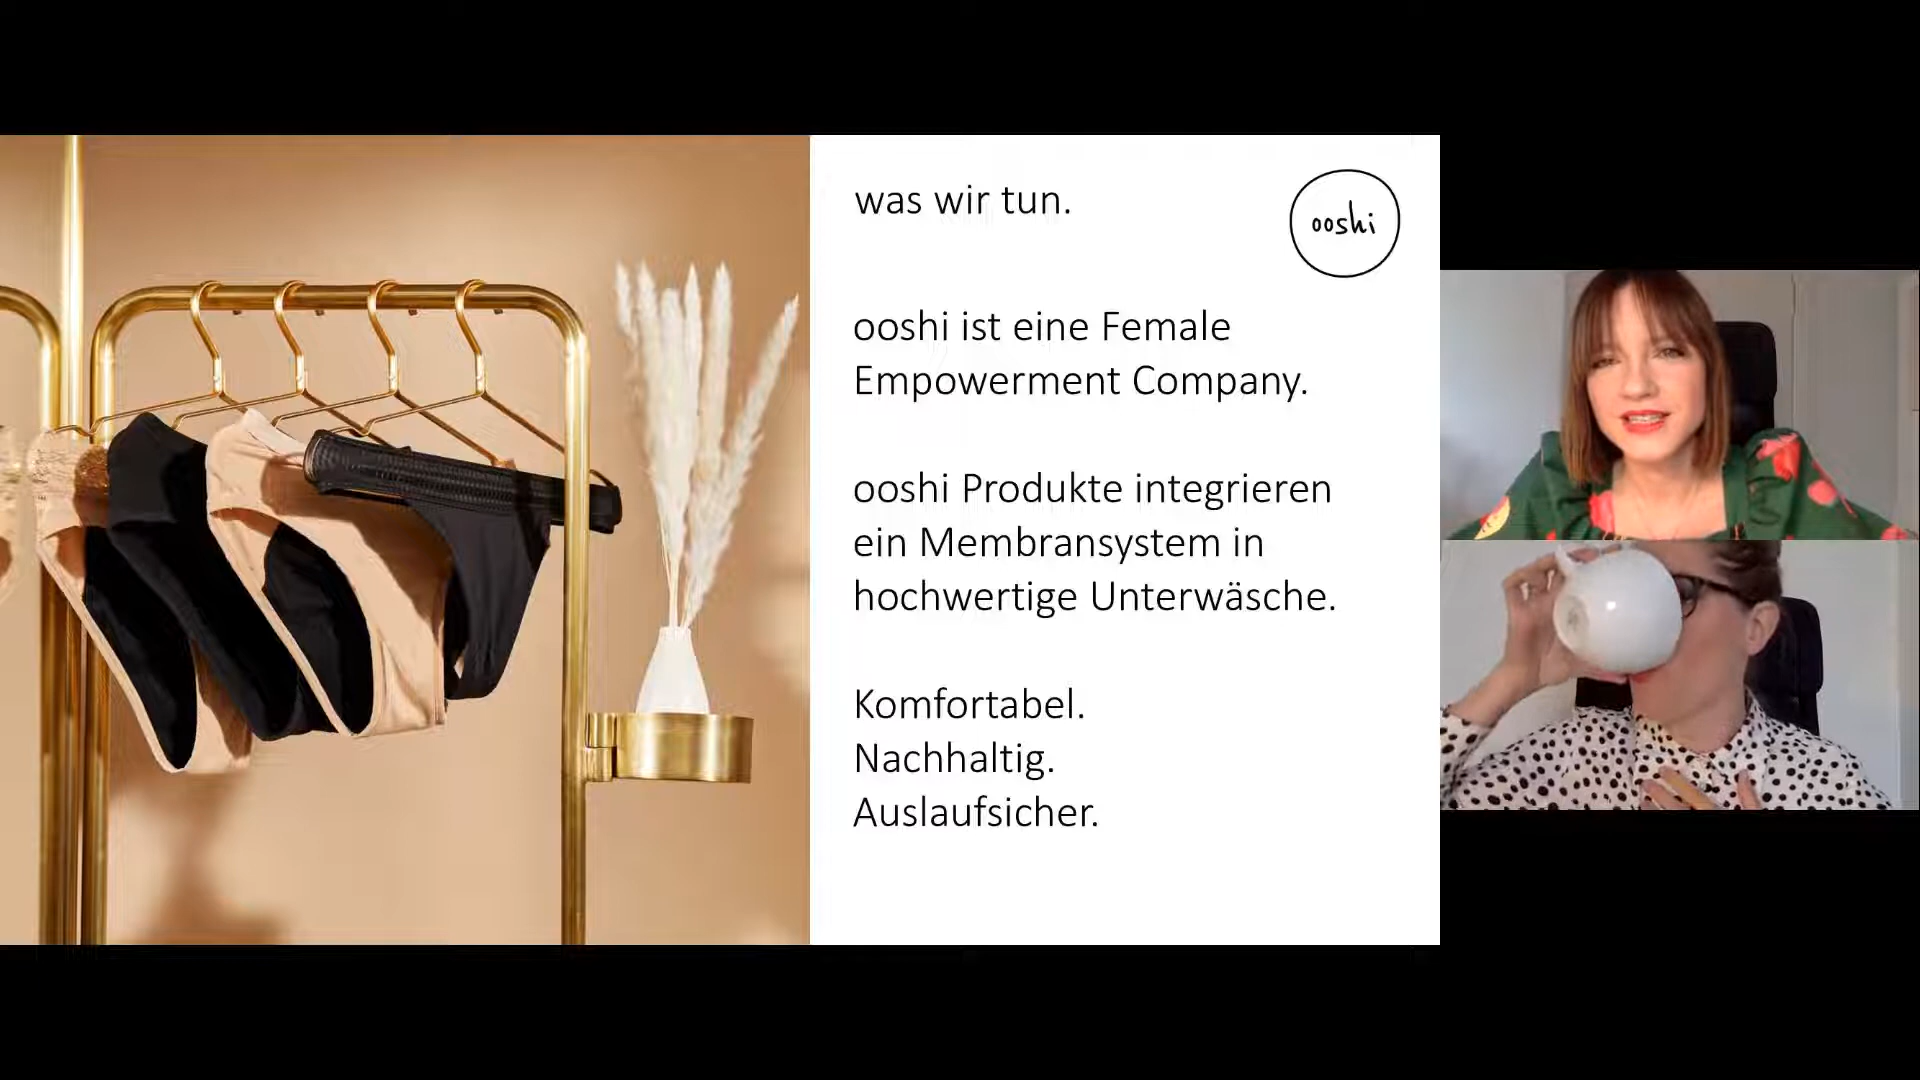 was wir tun.
ooshi
ooshi ist eine Female
Empowerment Company.
ooshi Produkte integrieren
ein Membransystem in
hochwertige Unterwäsche.
Komfortabel.
Nachhaltig.
Auslaufsicher.